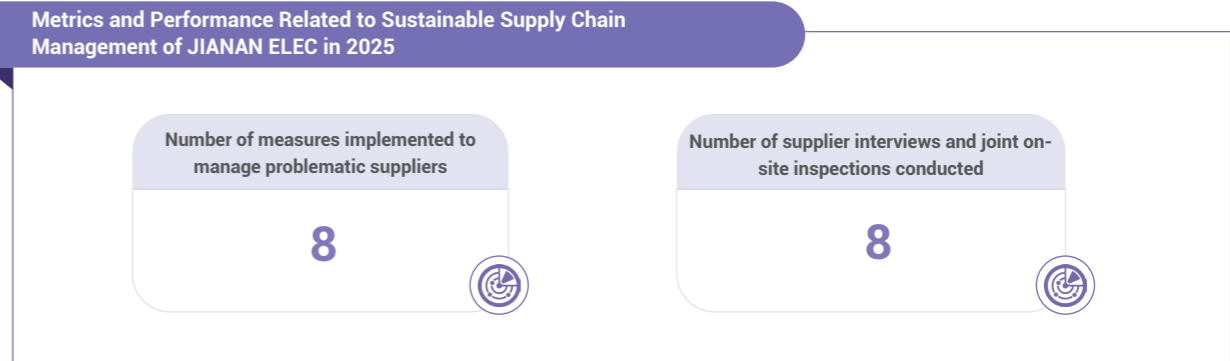 Metrics and Performance Related to Sustainable Supply Chain
Management of JIANAN ELEC in 2025
Number of measures implemented to
manage problematic suppliers
8
Number of supplier interviews and joint on-
site inspections conducted
8